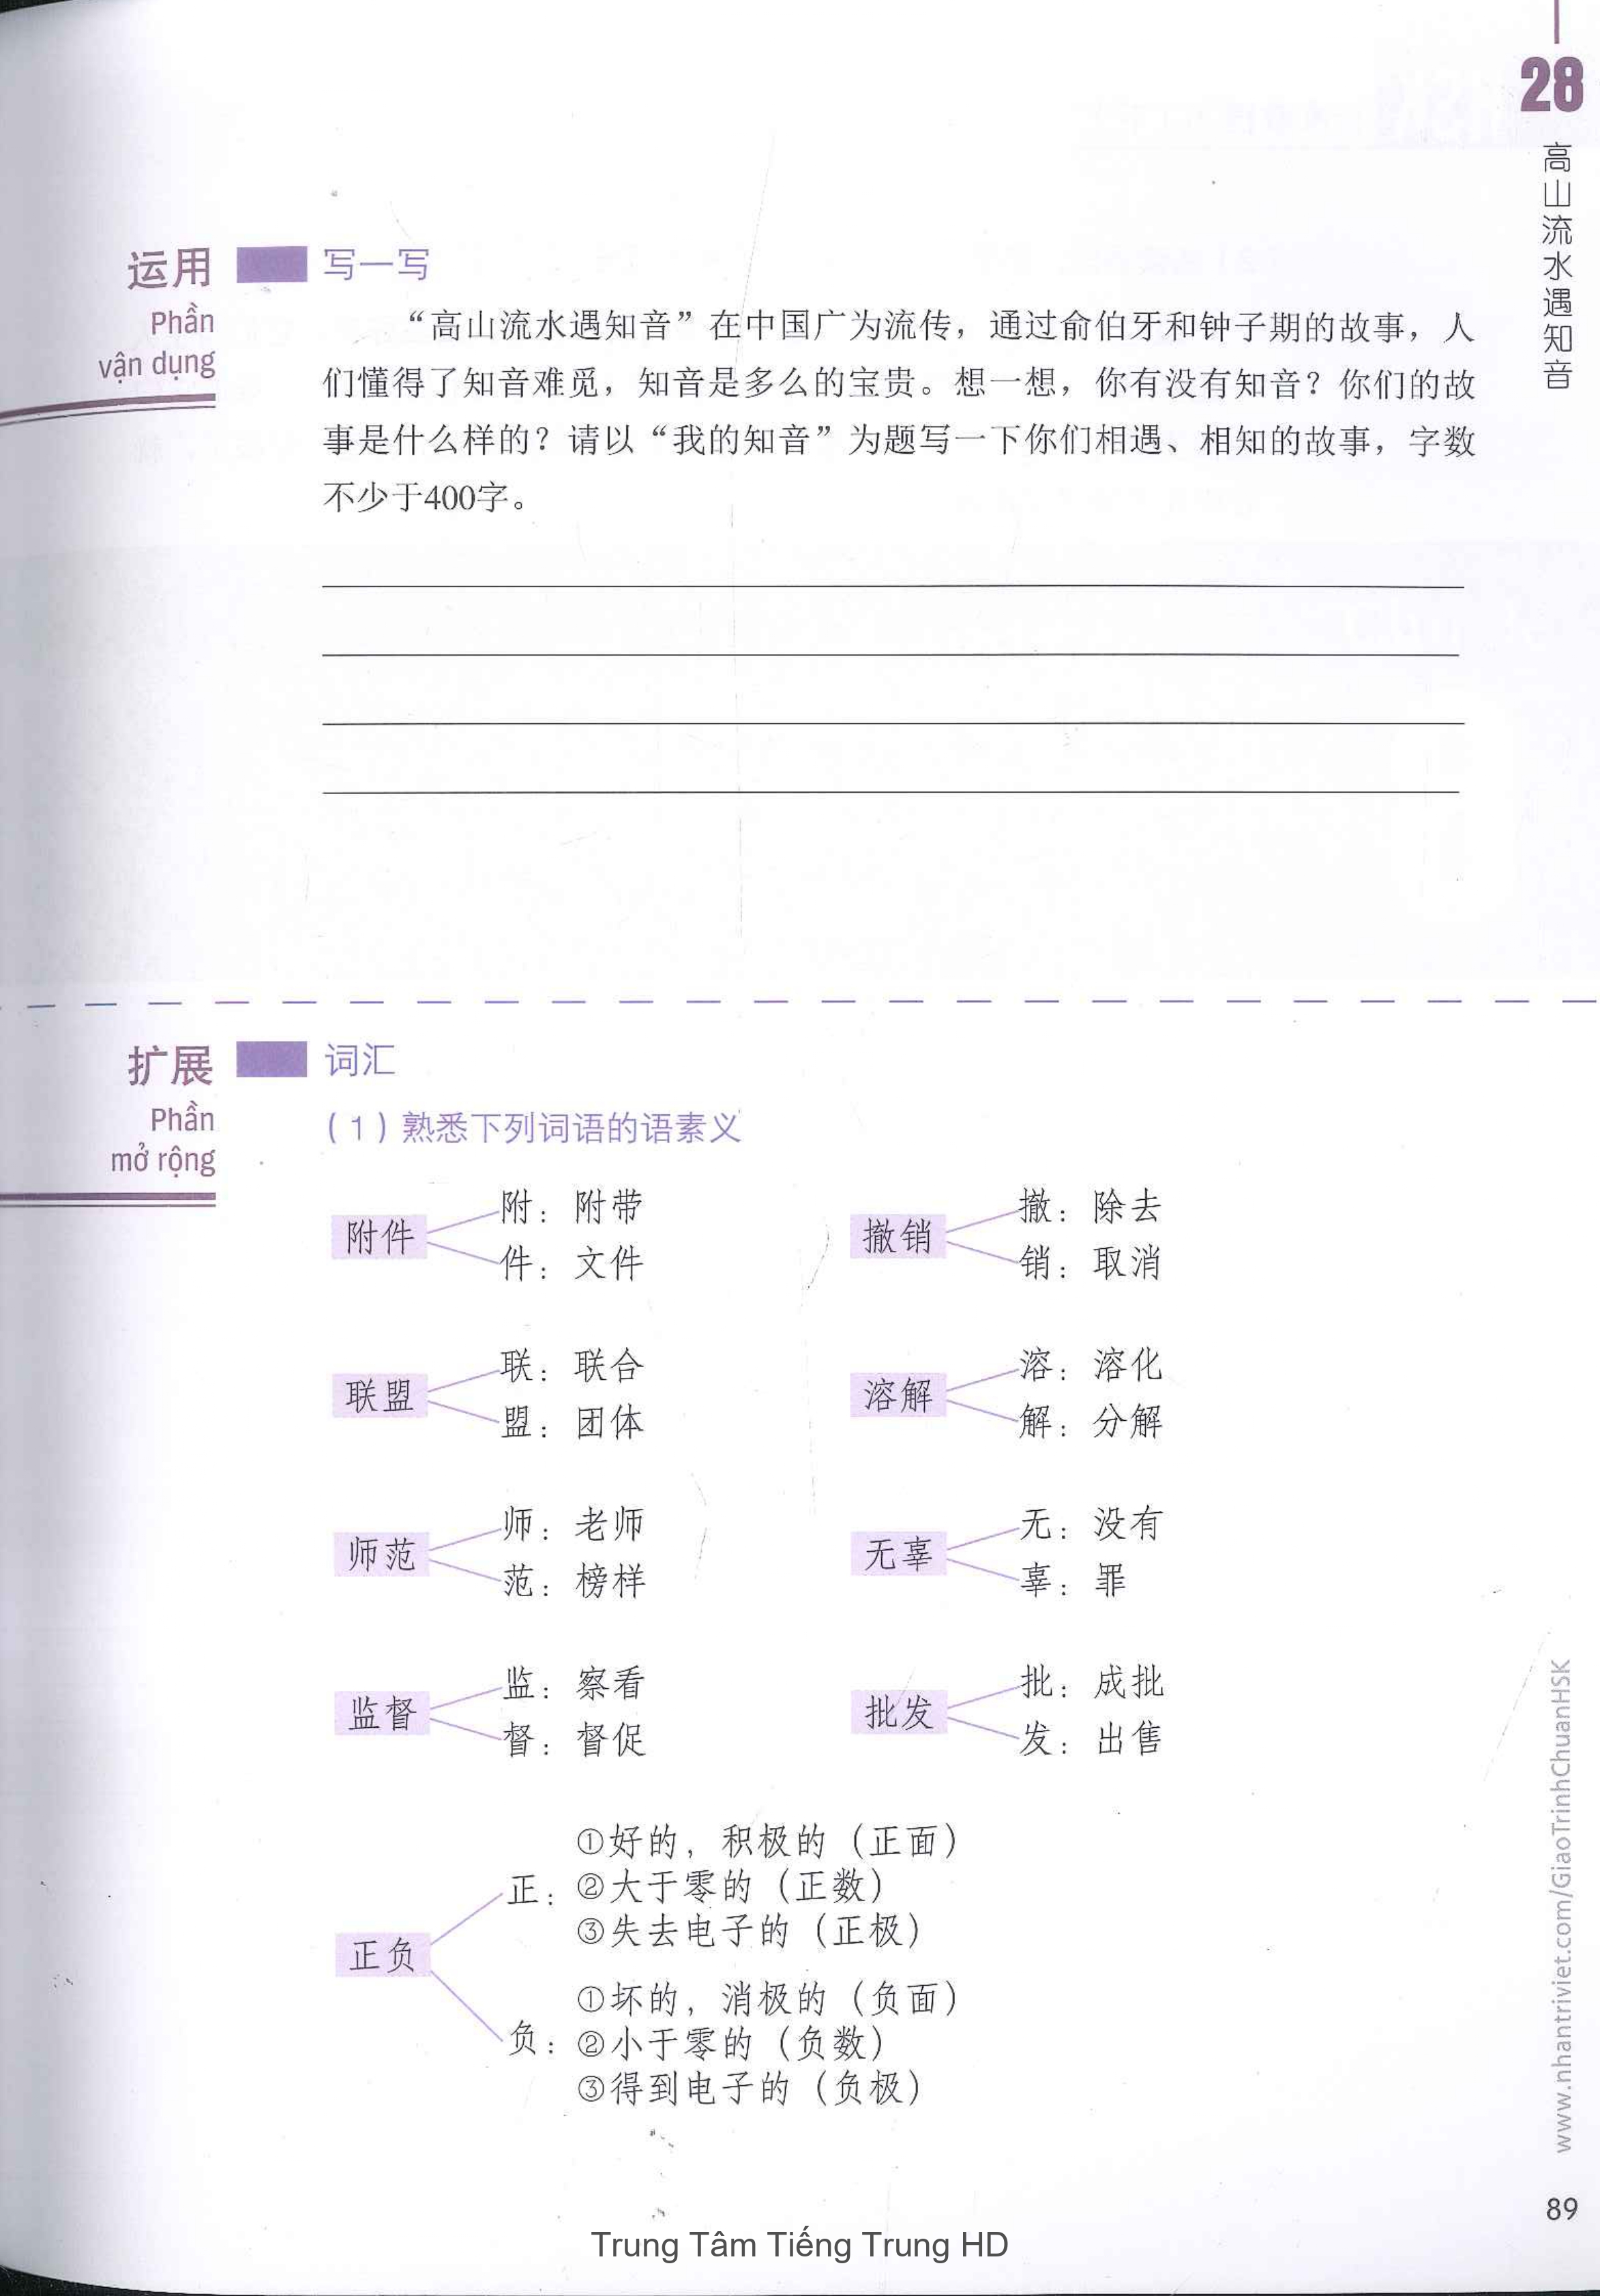 28
高山流水遇知音
运用
Phần
vận dụng
写一写
“高山流水遇知音”在中国广为流传，通过俞伯牙和钟子期的故事，人
们懂得了知音难觅，知音是多么的宝贵。想一想，你有没有知音？你们的故
事是什么样的？请以“我的知音”为题写一下你们相遇、相知的故事，字数
不少于400字。
扩展
Phần
mở rộng
词汇
（1）熟悉下列词语的语素义
附件
附：附带
件：文件
撤销
撤：除去
销：取消
联盟
联：联合
盟：团体
溶解
溶：溶化
解：分解
师范
师：老师
范：榜样
无辜
无：没有
辜：罪
监督
监：察看
督：督促
批发
批：成批
发：出售
正负
正：
①好的，积极的（正面）
②大于零的（正数）
③失去电子的（正极）
负：
①坏的，消极的（负面）
②小于零的（负数）
③得到电子的（负极）
www.nhantriviet.com/GiaoTrinhChuanHSK
89
Trung Tâm Tiếng Trung HD